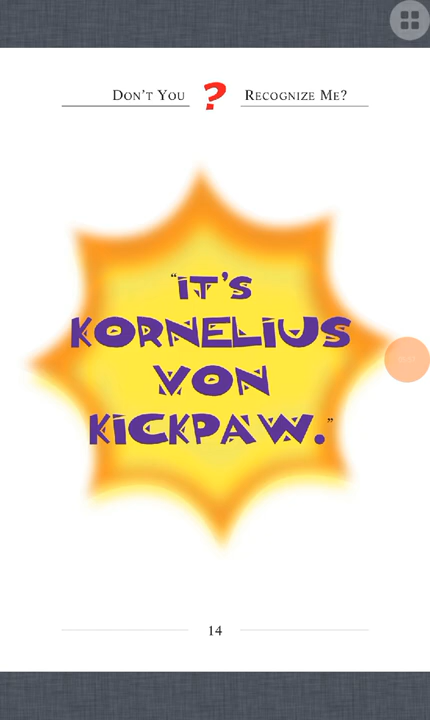 Don't You ? Recognize Me?
"IT'S
KORNELIUS
VON
KICKPAW."
14